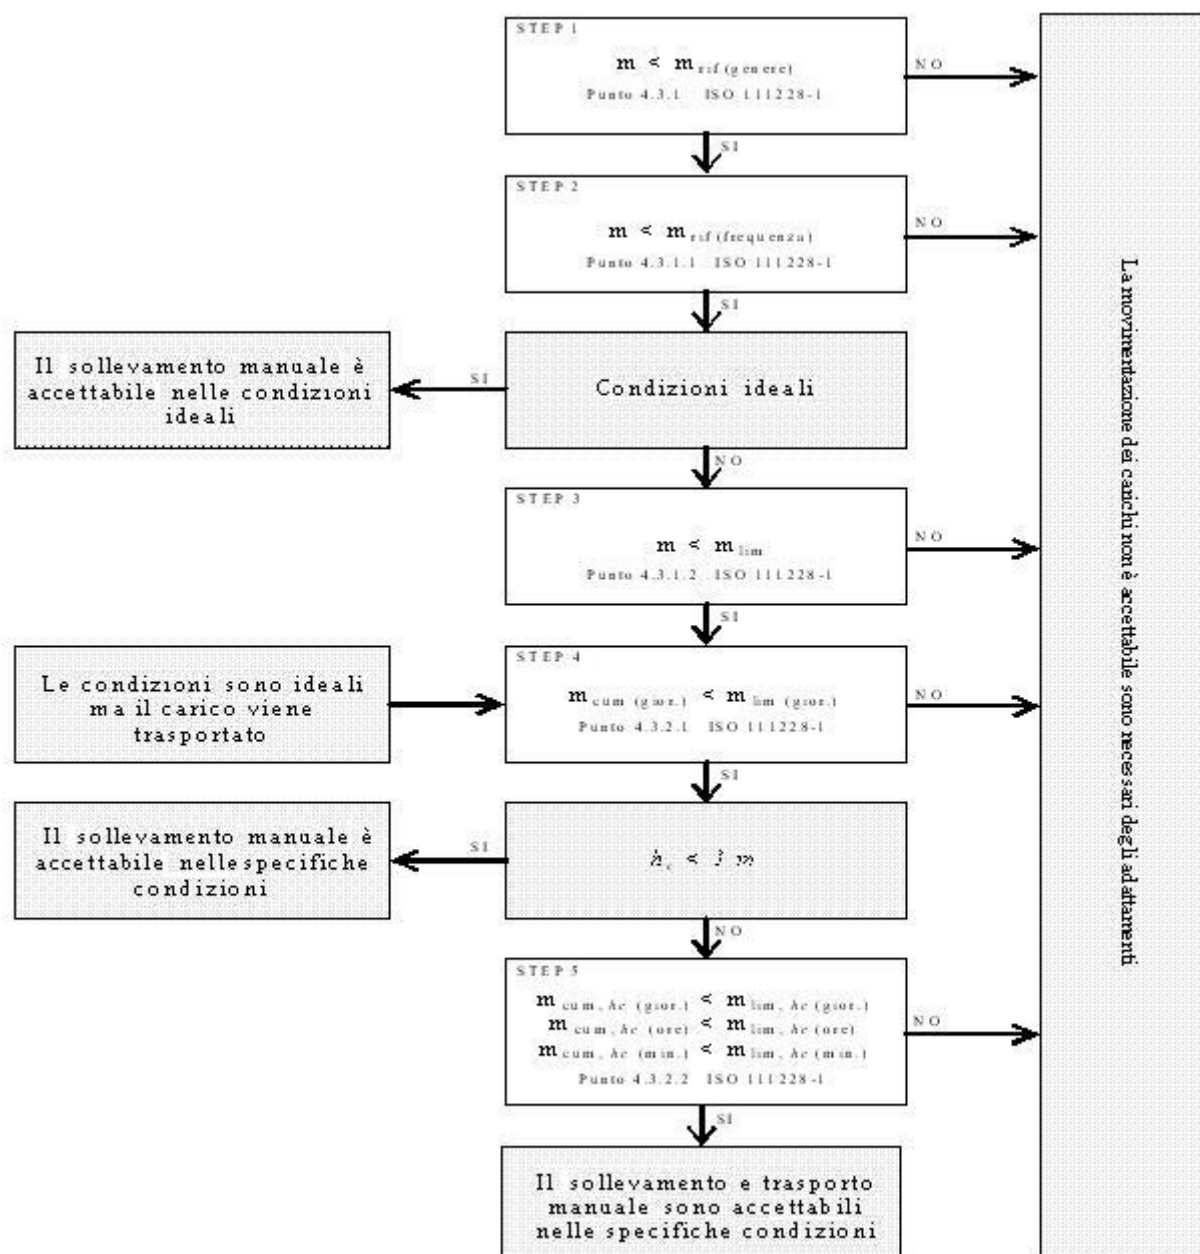 STEP 1
m < m rif (genere)
Punto 4.3.1 ISO 111228-1
NO
SI
STEP 2
m < m rif (frequenza)
Punto 4.3.1.1 ISO 111228-1
NO
SI
Il sollevamento manuale è
accettabile nelle condizioni
ideali
SI
Condizioni ideali
NO
STEP 3
m < m lim
Punto 4.3.1.2 ISO 111228-1
NO
SI
Le condizioni sono ideali
ma il carico viene
trasportato
STEP 4
m cum (gior.) < m lim (gior.)
Punto 4.3.2.1 ISO 111228-1
NO
SI
Il sollevamento manuale è
accettabile nelle specifiche
condizioni
SI
h c < 1 m
NO
STEP 5
m cum, hc (gior.) < m lim, hc (gior.)
m cum, hc (ore) < m lim, hc (ore)
m cum, hc (min.) < m lim, hc (min.)
Punto 4.3.2.2 ISO 111228-1
NO
SI
Il sollevamento e trasporto
manuale sono accettabili
nelle specifiche condizioni
La movimentazione dei carichi non è accettabile sono necessari degli adattamenti